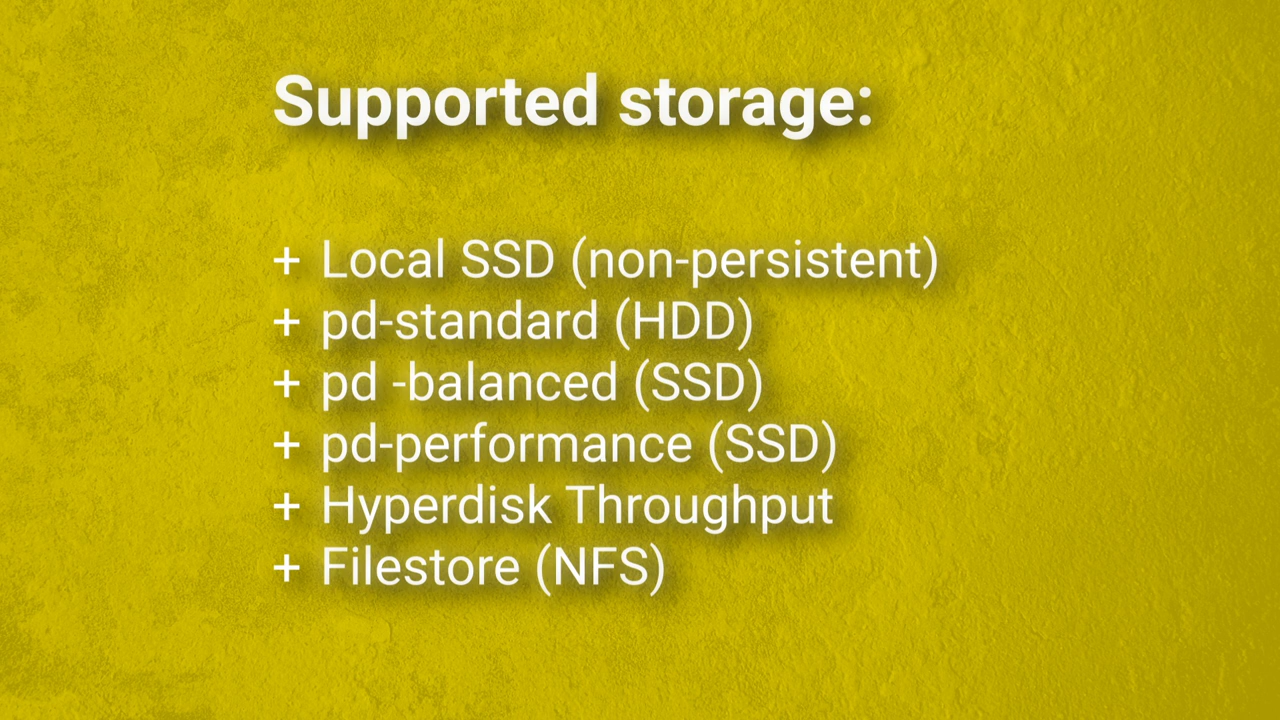 Supported storage:
+ Local SSD (non-persistent)
+ pd-standard (HDD)
+ pd -balanced (SSD)
+ pd-performance (SSD)
+ Hyperdisk Throughput
+ Filestore (NFS)